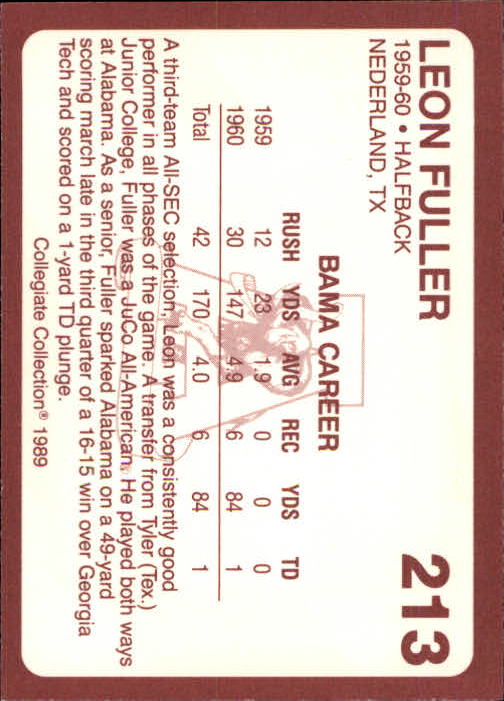 LEON FULLER 213
1959-60 • HALFBACK
NEDERLAND, TX
BAMA CAREER
RUSH YDS AVG REC YDS TD
1959 12 23 1.9 0 0 0
1960 30 147 4.9 6 84 1
Total 42 170 4.0 6 84 1
A third-team All-SEC selection, Leon was a consistently good
performer in all phases of the game. A transfer from Tyler (Tex.)
Junior College, Fuller was a JuCo All-American. He played both ways
at Alabama. As a senior, Fuller sparked Alabama on a 49-yard
scoring march late in the third quarter of a 16-15 win over Georgia
Tech and scored on a 1-yard TD plunge.
Collegiate Collection® 1989